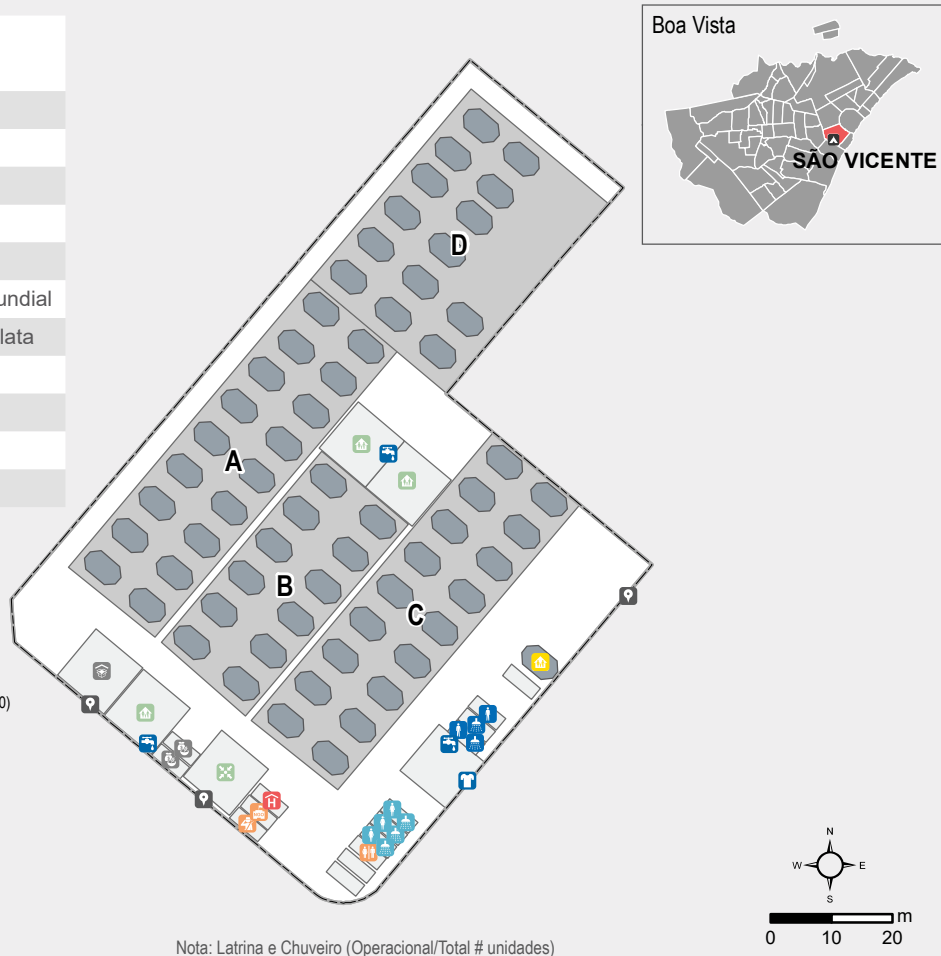 Boa Vista
SÃO VICENTE
undial
lata
D
A
B
C
0)
N
W E
S
m
0 10 20
Nota: Latrina e Chuveiro (Operacional/Total # unidades)